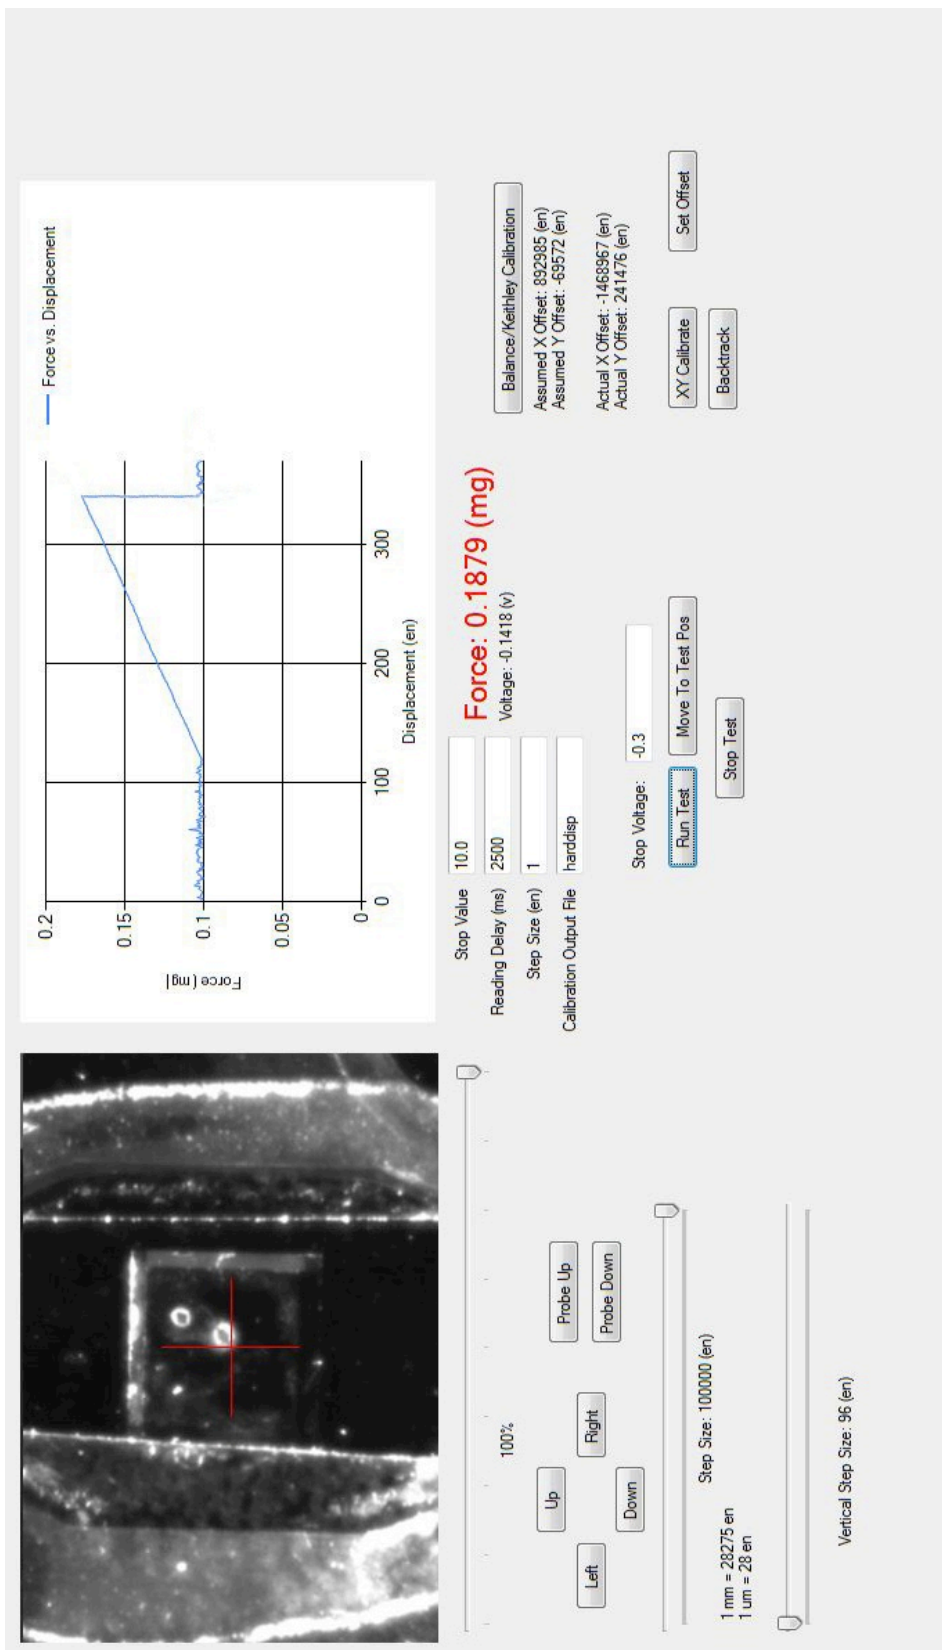 Force vs. Displacement
0.2
0.15
0.1
0.05
0
Force (mg)
0
100
200
300
Displacement (en)
100%
Up
Left
Right
Down
Probe Up
Probe Down
Step Size: 100000 (en)
1 mm = 28275 en
1 um = 28 en
Vertical Step Size: 96 (en)
Stop Value 10.0
Reading Delay (ms) 2500
Step Size (en) 1
Calibration Output File harddisp
Force: 0.1879 (mg)
Voltage: -0.1418 (v)
Stop Voltage: -0.3
Run Test
Move To Test Pos
Stop Test
Balance/Keithley Calibration
Assumed X Offset: 892985 (en)
Assumed Y Offset: -69572 (en)
Actual X Offset: -1468967 (en)
Actual Y Offset: 241476 (en)
XY Calibrate
Set Offset
Backtrack